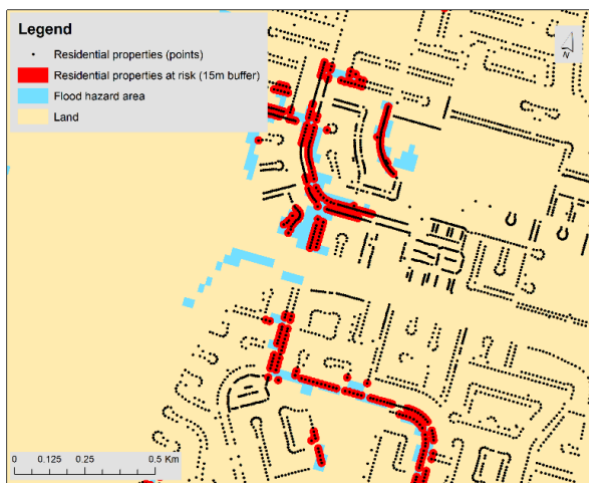 Legend
Residential properties (points)
Residential properties at risk (15m buffer)
Flood hazard area
Land
N
0 0.125 0.25 0.5 Km